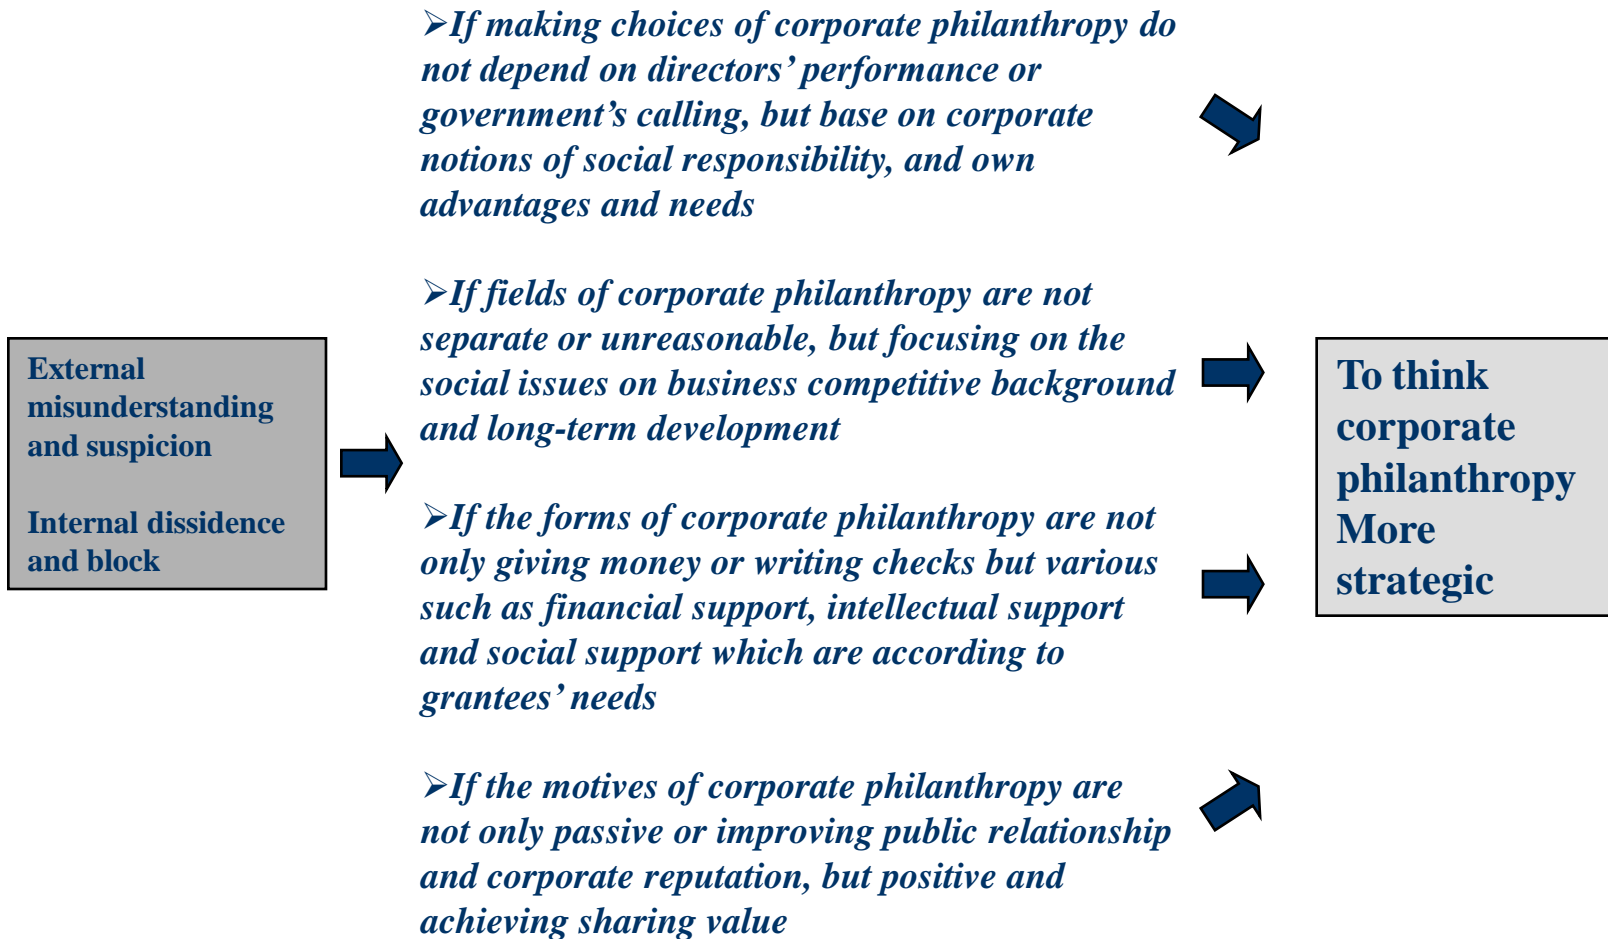 ➢If making choices of corporate philanthropy do
not depend on directors’ performance or
government’s calling, but base on corporate
notions of social responsibility, and own
advantages and needs
➢If fields of corporate philanthropy are not
separate or unreasonable, but focusing on the
social issues on business competitive background
and long-term development
External
misunderstanding
and suspicion
Internal dissidence
and block
➢If the forms of corporate philanthropy are not
only giving money or writing checks but various
such as financial support, intellectual support
and social support which are according to
grantees’ needs
➢If the motives of corporate philanthropy are
not only passive or improving public relationship
and corporate reputation, but positive and
achieving sharing value
To think
corporate
philanthropy
More
strategic